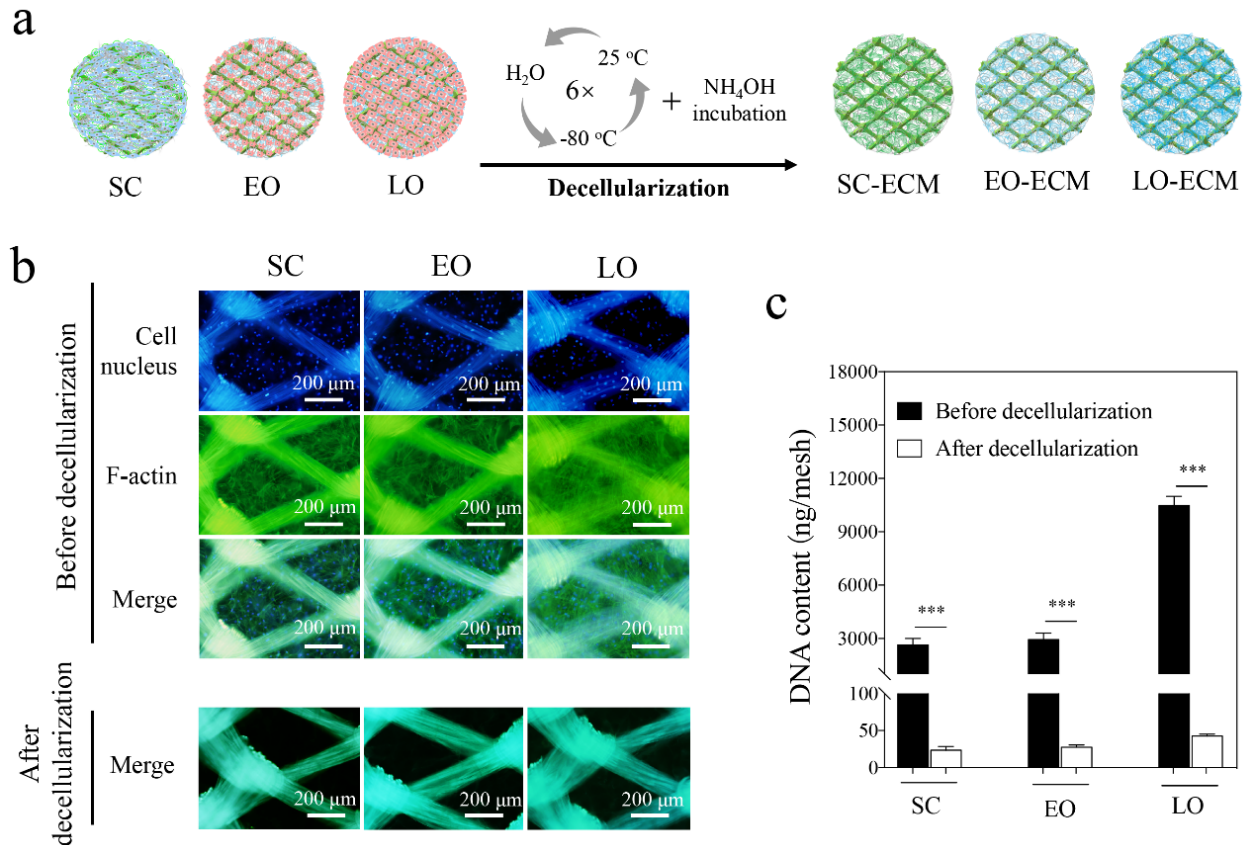 a
H₂O
25 °C
6×
-80 °C
+
NH₄OH
incubation
Decellularization
SC
EO
LO
SC-ECM
EO-ECM
LO-ECM
b
SC
EO
LO
Before decellularization
Cell
nucleus
200 µm
200 µm
200 µm
F-actin
200 µm
200 µm
200 µm
Merge
200 µm
200 µm
200 µm
After
decellularization
Merge
200 µm
200 µm
200 µm
c
DNA content (ng/mesh)
18000
15000
12000
9000
6000
3000
100
50
0
Before decellularization
After decellularization
***
***
***
SC
EO
LO